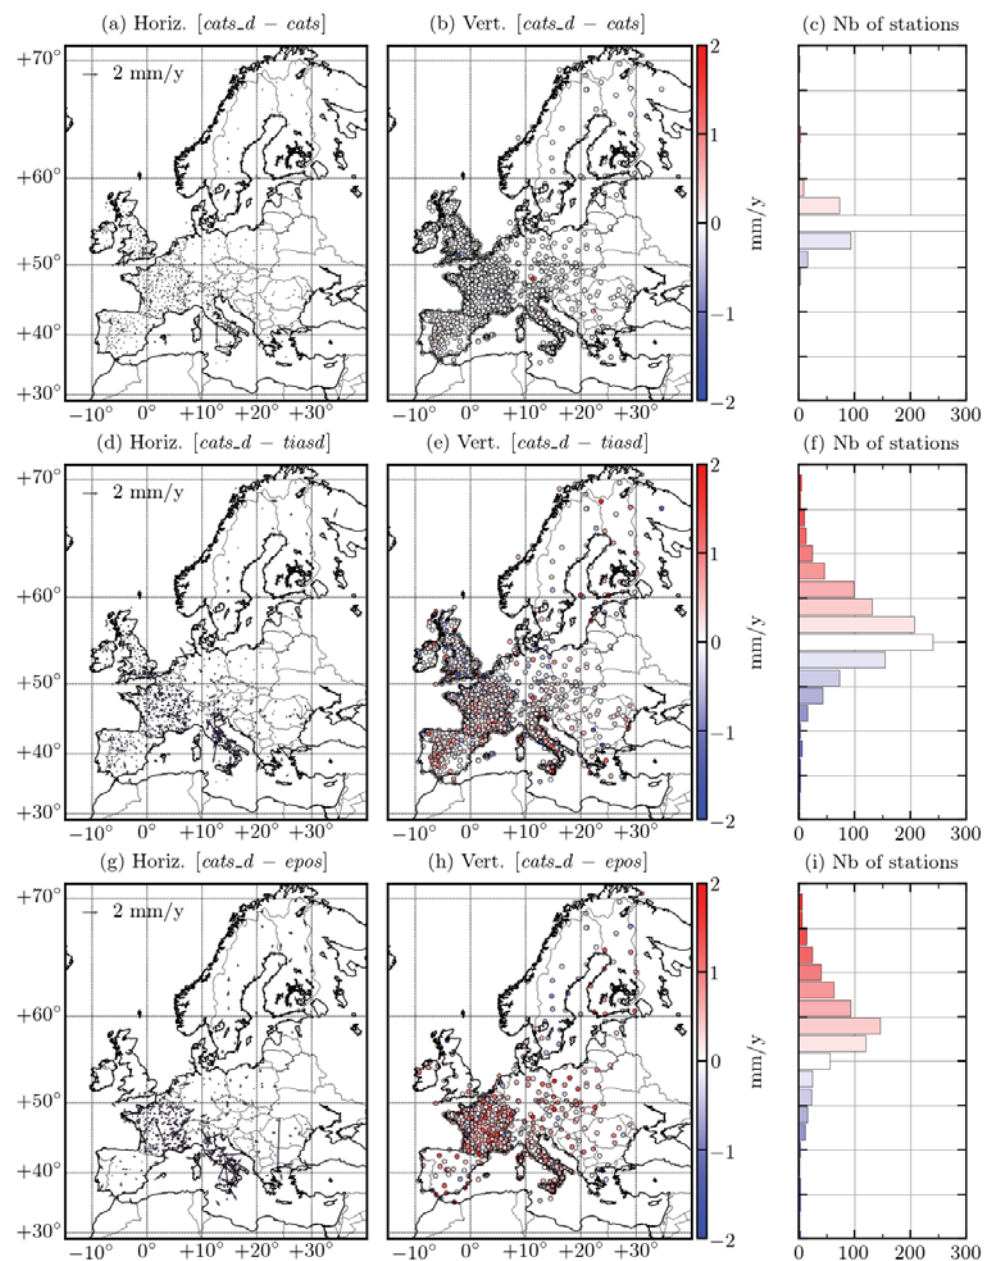 (a) Horiz. [cats_d − cats]
(b) Vert. [cats_d − cats]
(c) Nb of stations
2 mm/y
+70°
+60°
+50°
+40°
+30°
−10° 0° +10° +20° +30°
−10° 0° +10° +20° +30°
2
1
0
−1
−2
mm/y
0 100 200 300
(d) Horiz. [cats_d − tiasd]
(e) Vert. [cats_d − tiasd]
(f) Nb of stations
2 mm/y
+70°
+60°
+50°
+40°
+30°
−10° 0° +10° +20° +30°
−10° 0° +10° +20° +30°
2
1
0
−1
−2
mm/y
0 100 200 300
(g) Horiz. [cats_d − epos]
(h) Vert. [cats_d − epos]
(i) Nb of stations
2 mm/y
+70°
+60°
+50°
+40°
+30°
−10° 0° +10° +20° +30°
−10° 0° +10° +20° +30°
2
1
0
−1
−2
mm/y
0 100 200 300